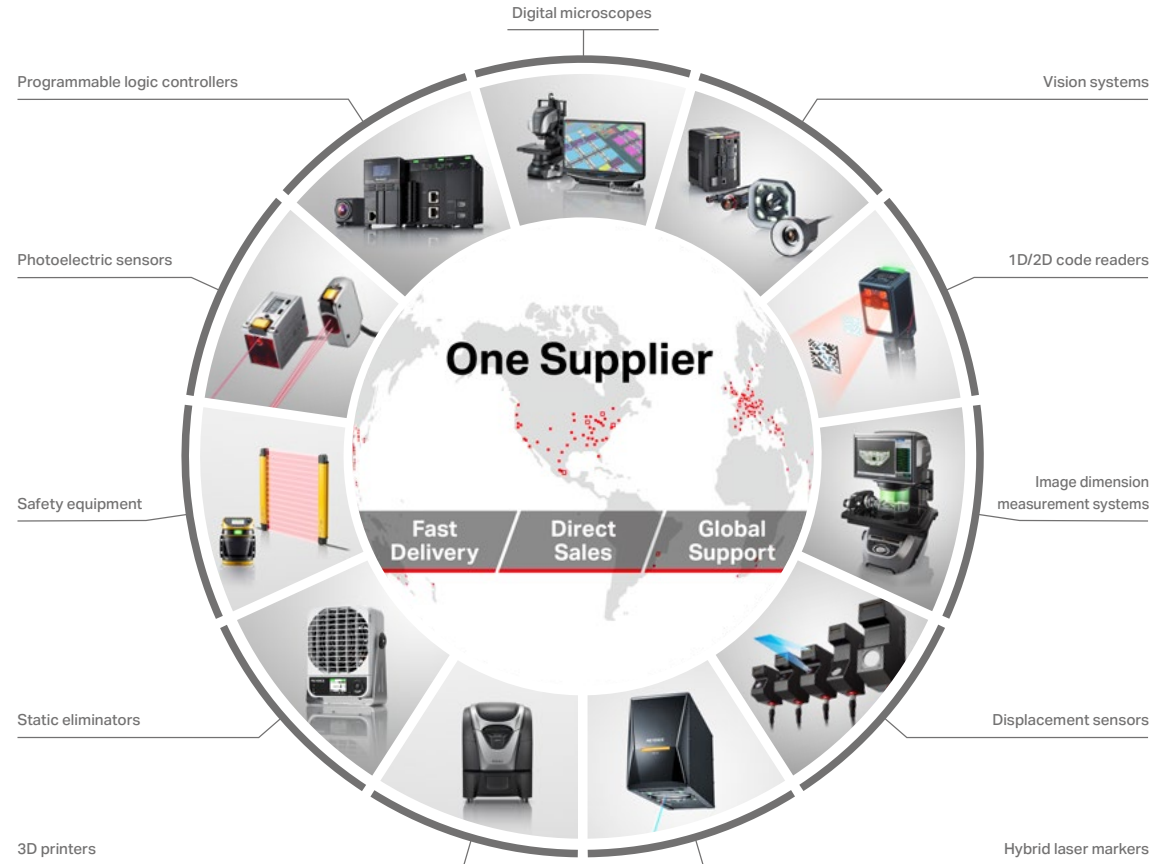 Digital microscopes
Programmable logic controllers
Vision systems
Photoelectric sensors
1D/2D code readers
One Supplier
Safety equipment
Image dimension
measurement systems
Fast
Delivery
Direct
Sales
Global
Support
Static eliminators
Displacement sensors
3D printers
Hybrid laser markers